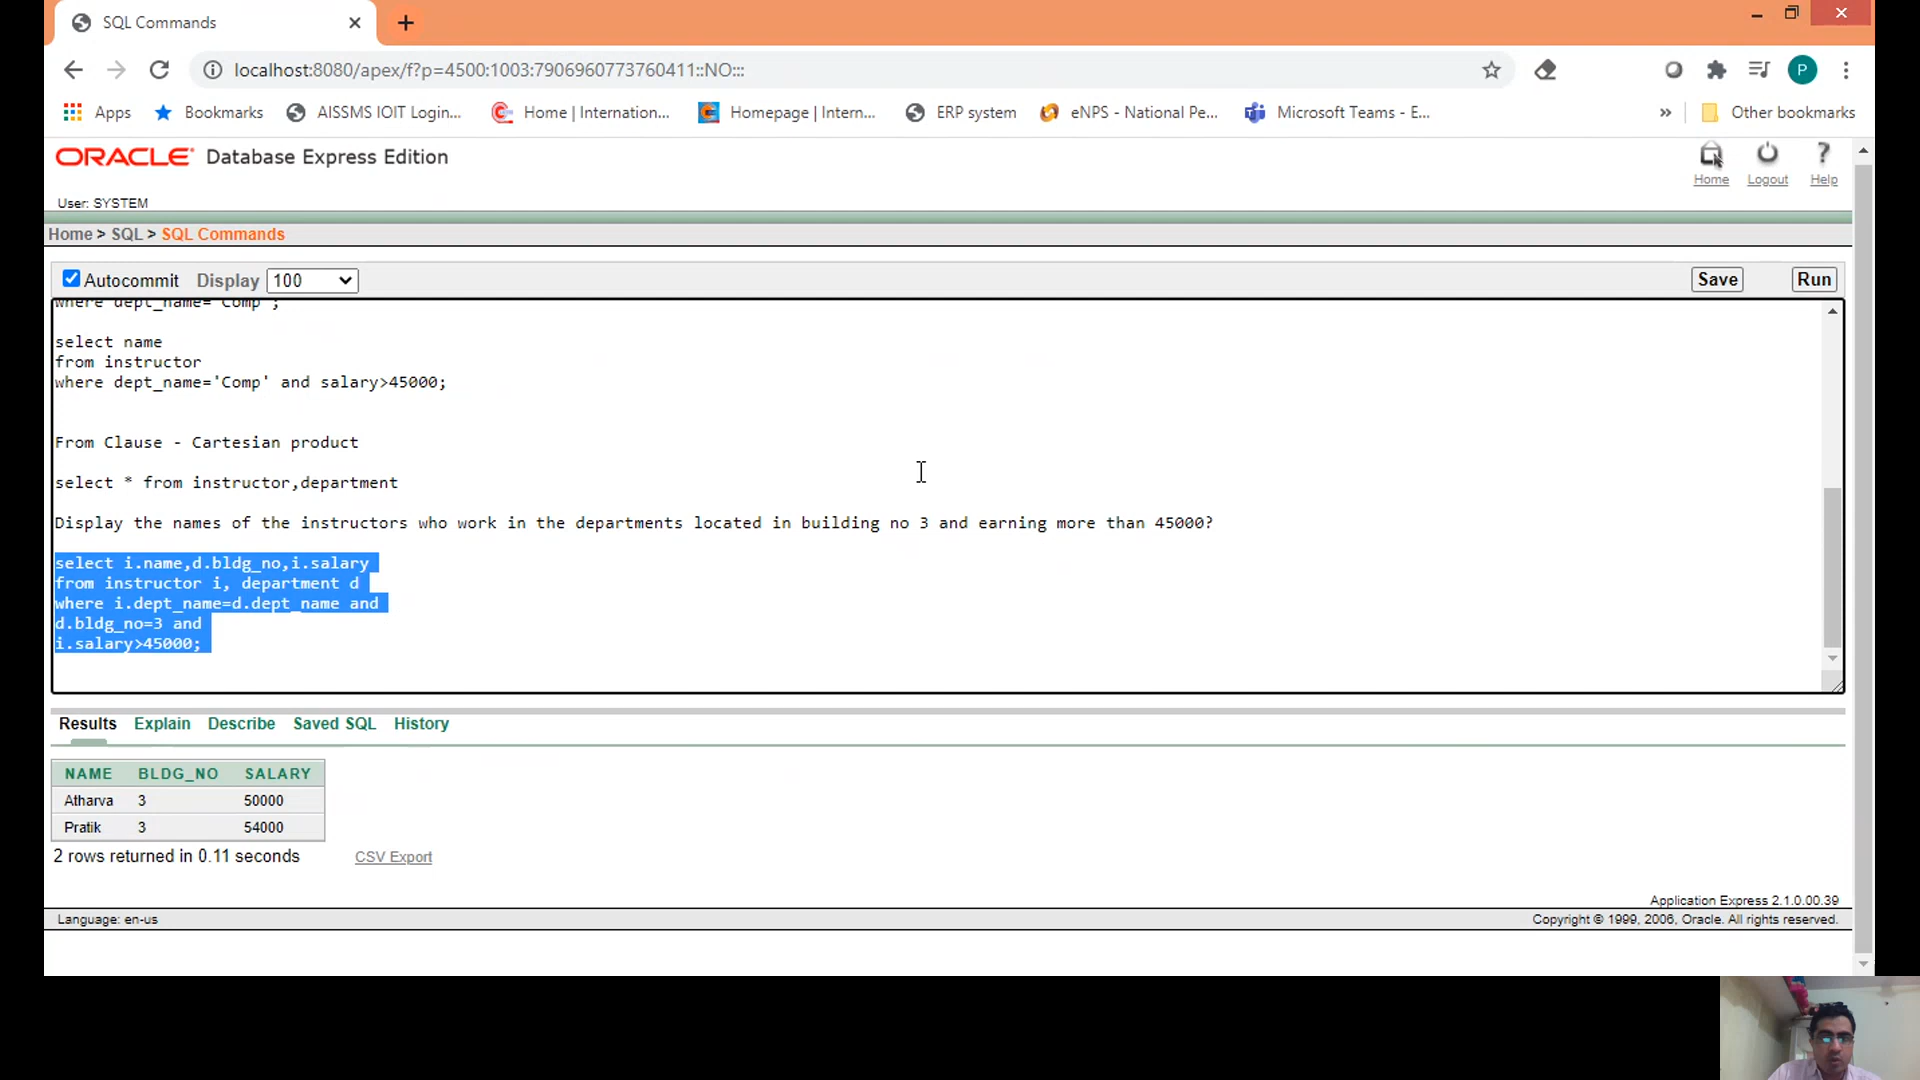 SQL Commands
localhost:8080/apex/f?p=4500:1003:7906960773760411::NO:::
P
Apps Bookmarks AISSMS IOIT Login... Home | Internation... Homepage | Intern... ERP system eNPS - National Pe... Microsoft Teams - E... » Other bookmarks
ORACLE Database Express Edition
Home Logout Help
User: SYSTEM
Home > SQL > SQL Commands
Autocommit Display 100 Save Run
where dept_name='Comp';
select name
from instructor
where dept_name='Comp' and salary>45000;
From Clause - Cartesian product
select * from instructor,department
Display the names of the instructors who work in the departments located in building no 3 and earning more than 45000?
select i.name,d.bldg_no,i.salary
from instructor i, department d
where i.dept_name=d.dept_name and
d.bldg_no=3 and
i.salary>45000;
Results Explain Describe Saved SQL History
NAME BLDG_NO SALARY
Atharva 3 50000
Pratik 3 54000
2 rows returned in 0.11 seconds CSV Export
Application Express 2.1.0.00.39
Language: en-us Copyright © 1999, 2006, Oracle. All rights reserved.